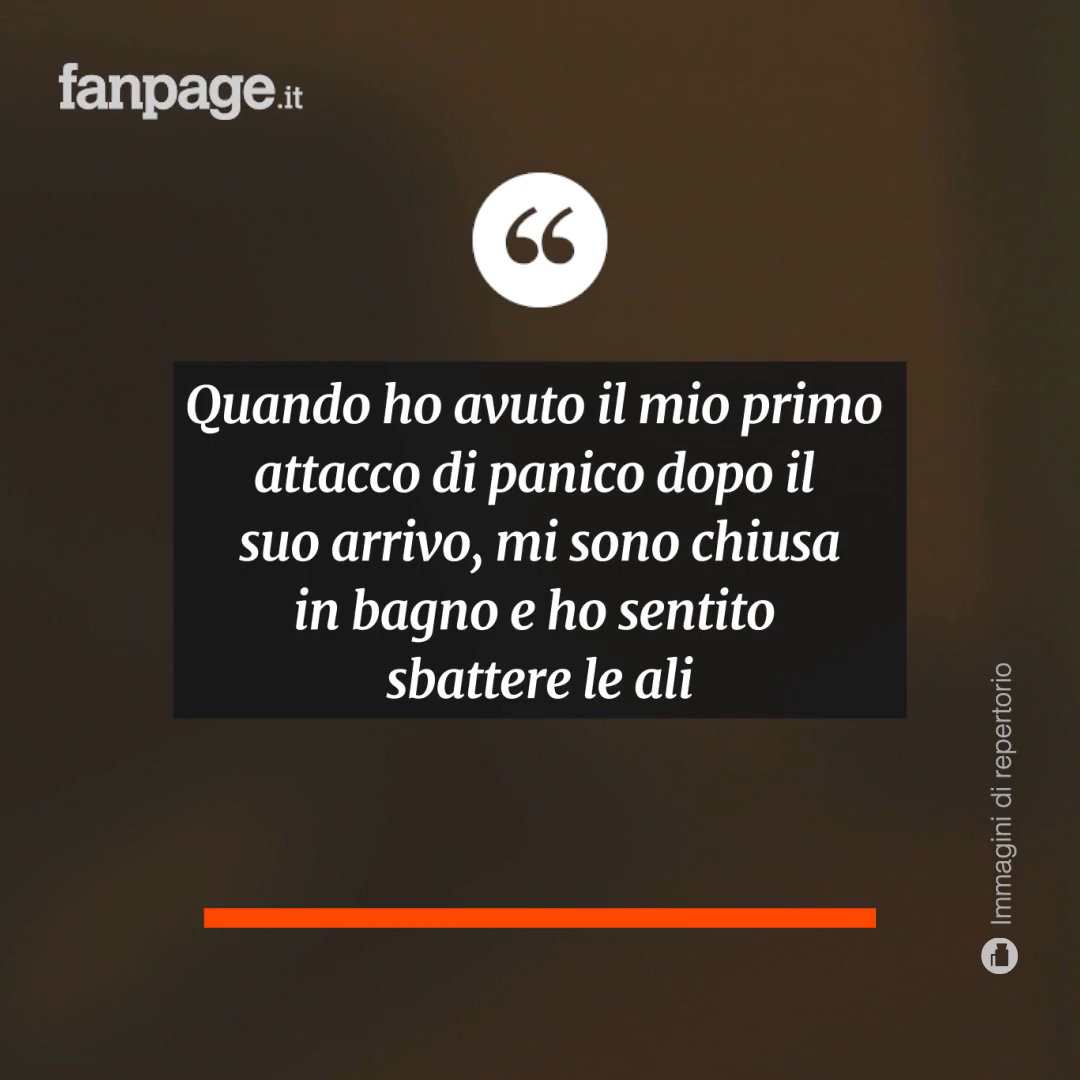 fanpage.it
“
Quando ho avuto il mio primo
attacco di panico dopo il
suo arrivo, mi sono chiusa
in bagno e ho sentito
sbattere le ali
Immagini di repertorio